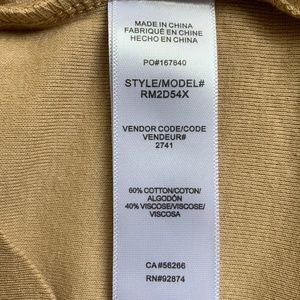 MADE IN CHINA
FABRIQUÉ EN CHINE
HECHO EN CHINA
PO#167840
STYLE/MODEL#
RM2D54X
VENDOR CODE/CODE
VENDEUR#
2741
60% COTTON/COTON/
ALGODÓN
40% VISCOSE/VISCOSE/
VISCOSA
CA#56266
RN#92874